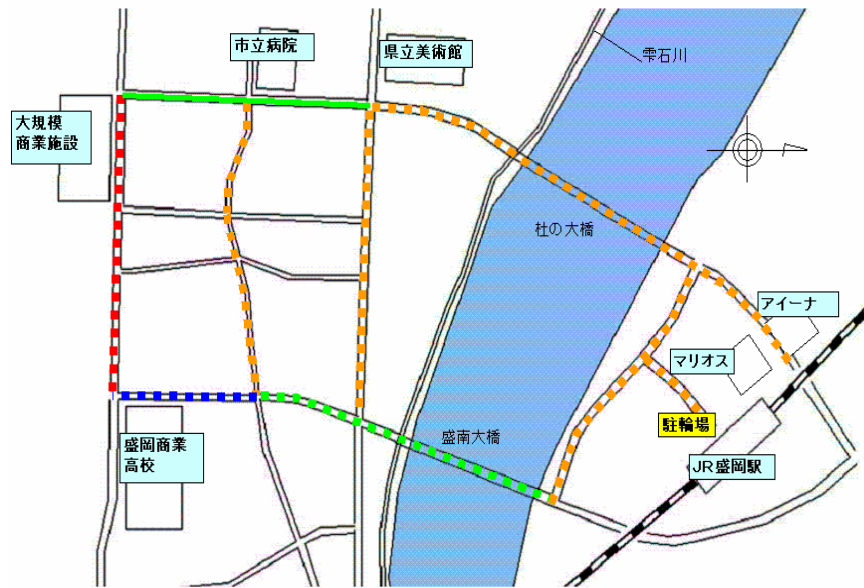 市立病院
県立美術館
雫石川
大規模
商業施設
杜の大橋
アイーナ
マリオス
駐輪場
盛岡商業
高校
盛南大橋
JR盛岡駅